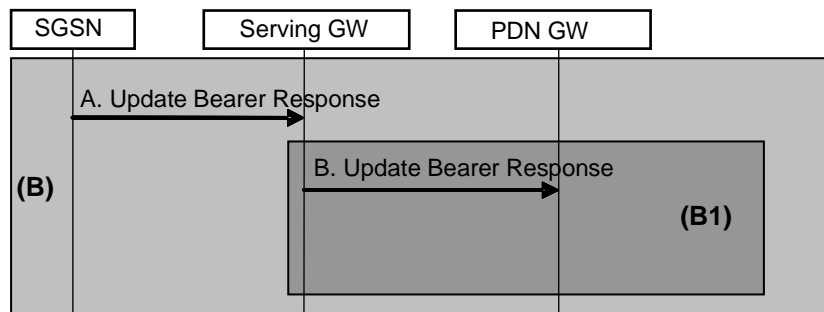 SGSN
Serving GW
PDN GW
A. Update Bearer Response
B. Update Bearer Response
(B)
(B1)